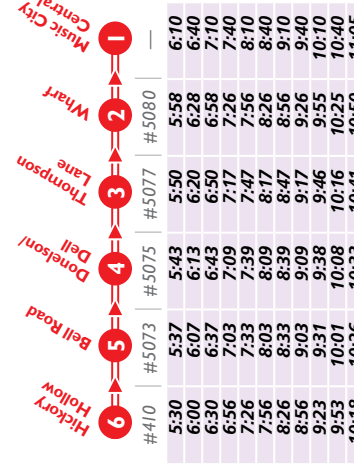 Hickory
Hollow
Bell Road
Donelson/
Dell
Thompson
Lane
Wharf
Music City
Central
6 5 4 3 2 1
#410 #5073 #5075 #5077 #5080 —
5:30 5:37 5:43 5:50 5:58 6:10
6:00 6:07 6:13 6:20 6:28 6:40
6:30 6:37 6:43 6:50 6:58 7:10
6:56 7:03 7:09 7:17 7:26 7:40
7:26 7:33 7:39 7:47 7:56 8:10
7:56 8:03 8:09 8:17 8:26 8:40
8:26 8:33 8:39 8:47 8:56 9:10
8:56 9:03 9:09 9:17 9:26 9:40
9:23 9:31 9:38 9:46 9:55 10:10
9:53 10:01 10:08 10:16 10:25 10:40